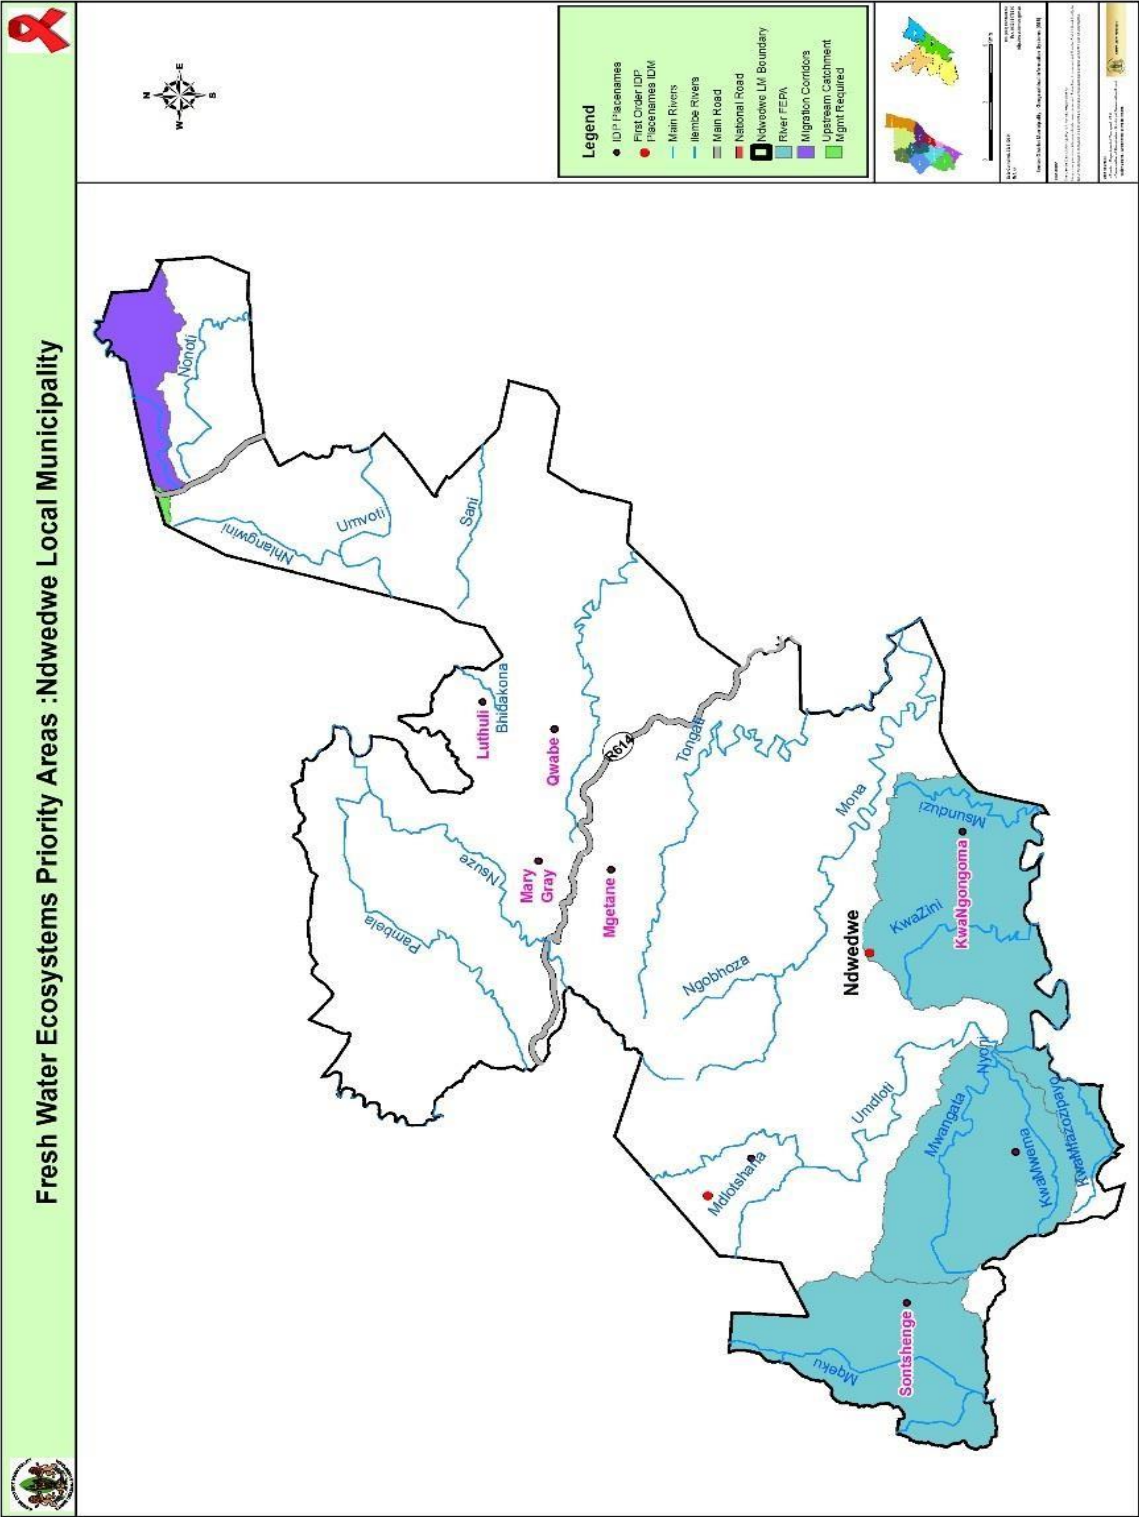 Fresh Water Ecosystems Priority Areas :Ndwedwe Local Municipality
N
E
S
W
Legend
IDP Placenames
First Order IDP
Placenames IDM
Main Rivers
Ilembe Rivers
Main Road
National Road
Ndwedwe LM Boundary
River FEPA
Migration Corridors
Upstream Catchment
Mgmt Required
Nonoti
Nhlangwini
Umvoti
Sani
Luthuli
Bhidakona
Qwabe
R614
Tongati
Nsuze
Pambela
Mary
Gray
Mgetane
Mona
Msunduzi
KwaNgongoma
KwaZini
Ndwedwe
Ngobhoza
Umdloti
Nyoni
Mwangata
KwaMwema
KwaMtazozipayo
Mdlotshana
Sontshenge
Mqeku